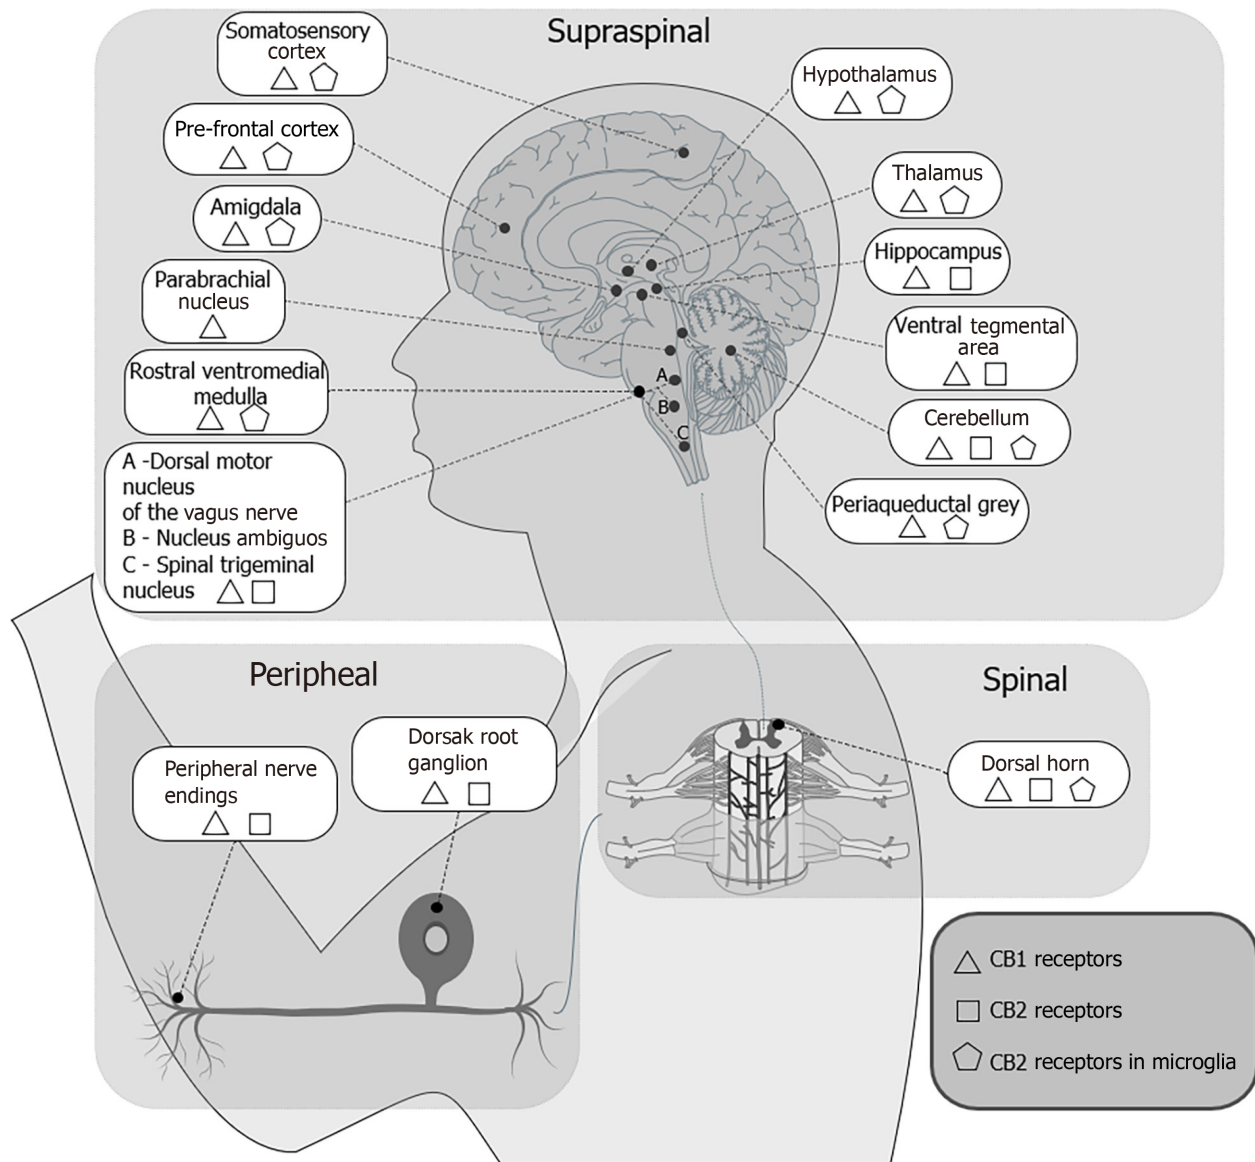 Supraspinal
Somatosensory
cortex
Pre-frontal cortex
Amigdala
Parabrachial
nucleus
Rostral ventromedial
medulla
A -Dorsal motor
nucleus
of the vagus nerve
B - Nucleus ambiguos
C - Spinal trigeminal
nucleus
Hypothalamus
Thalamus
Hippocampus
Ventral tegmental
area
Cerebellum
Periaqueductal grey
A
B
C
Peripheal
Peripheral nerve
endings
Dorsak root
ganglion
Spinal
Dorsal horn
CB1 receptors
CB2 receptors
CB2 receptors in microglia